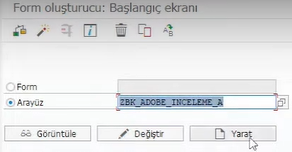 Form oluşturucu: Başlangıç ekranı
Form
Arayüz ZBK_ADOBE_INCELEME_A
Görüntüle Değiştir Yarat